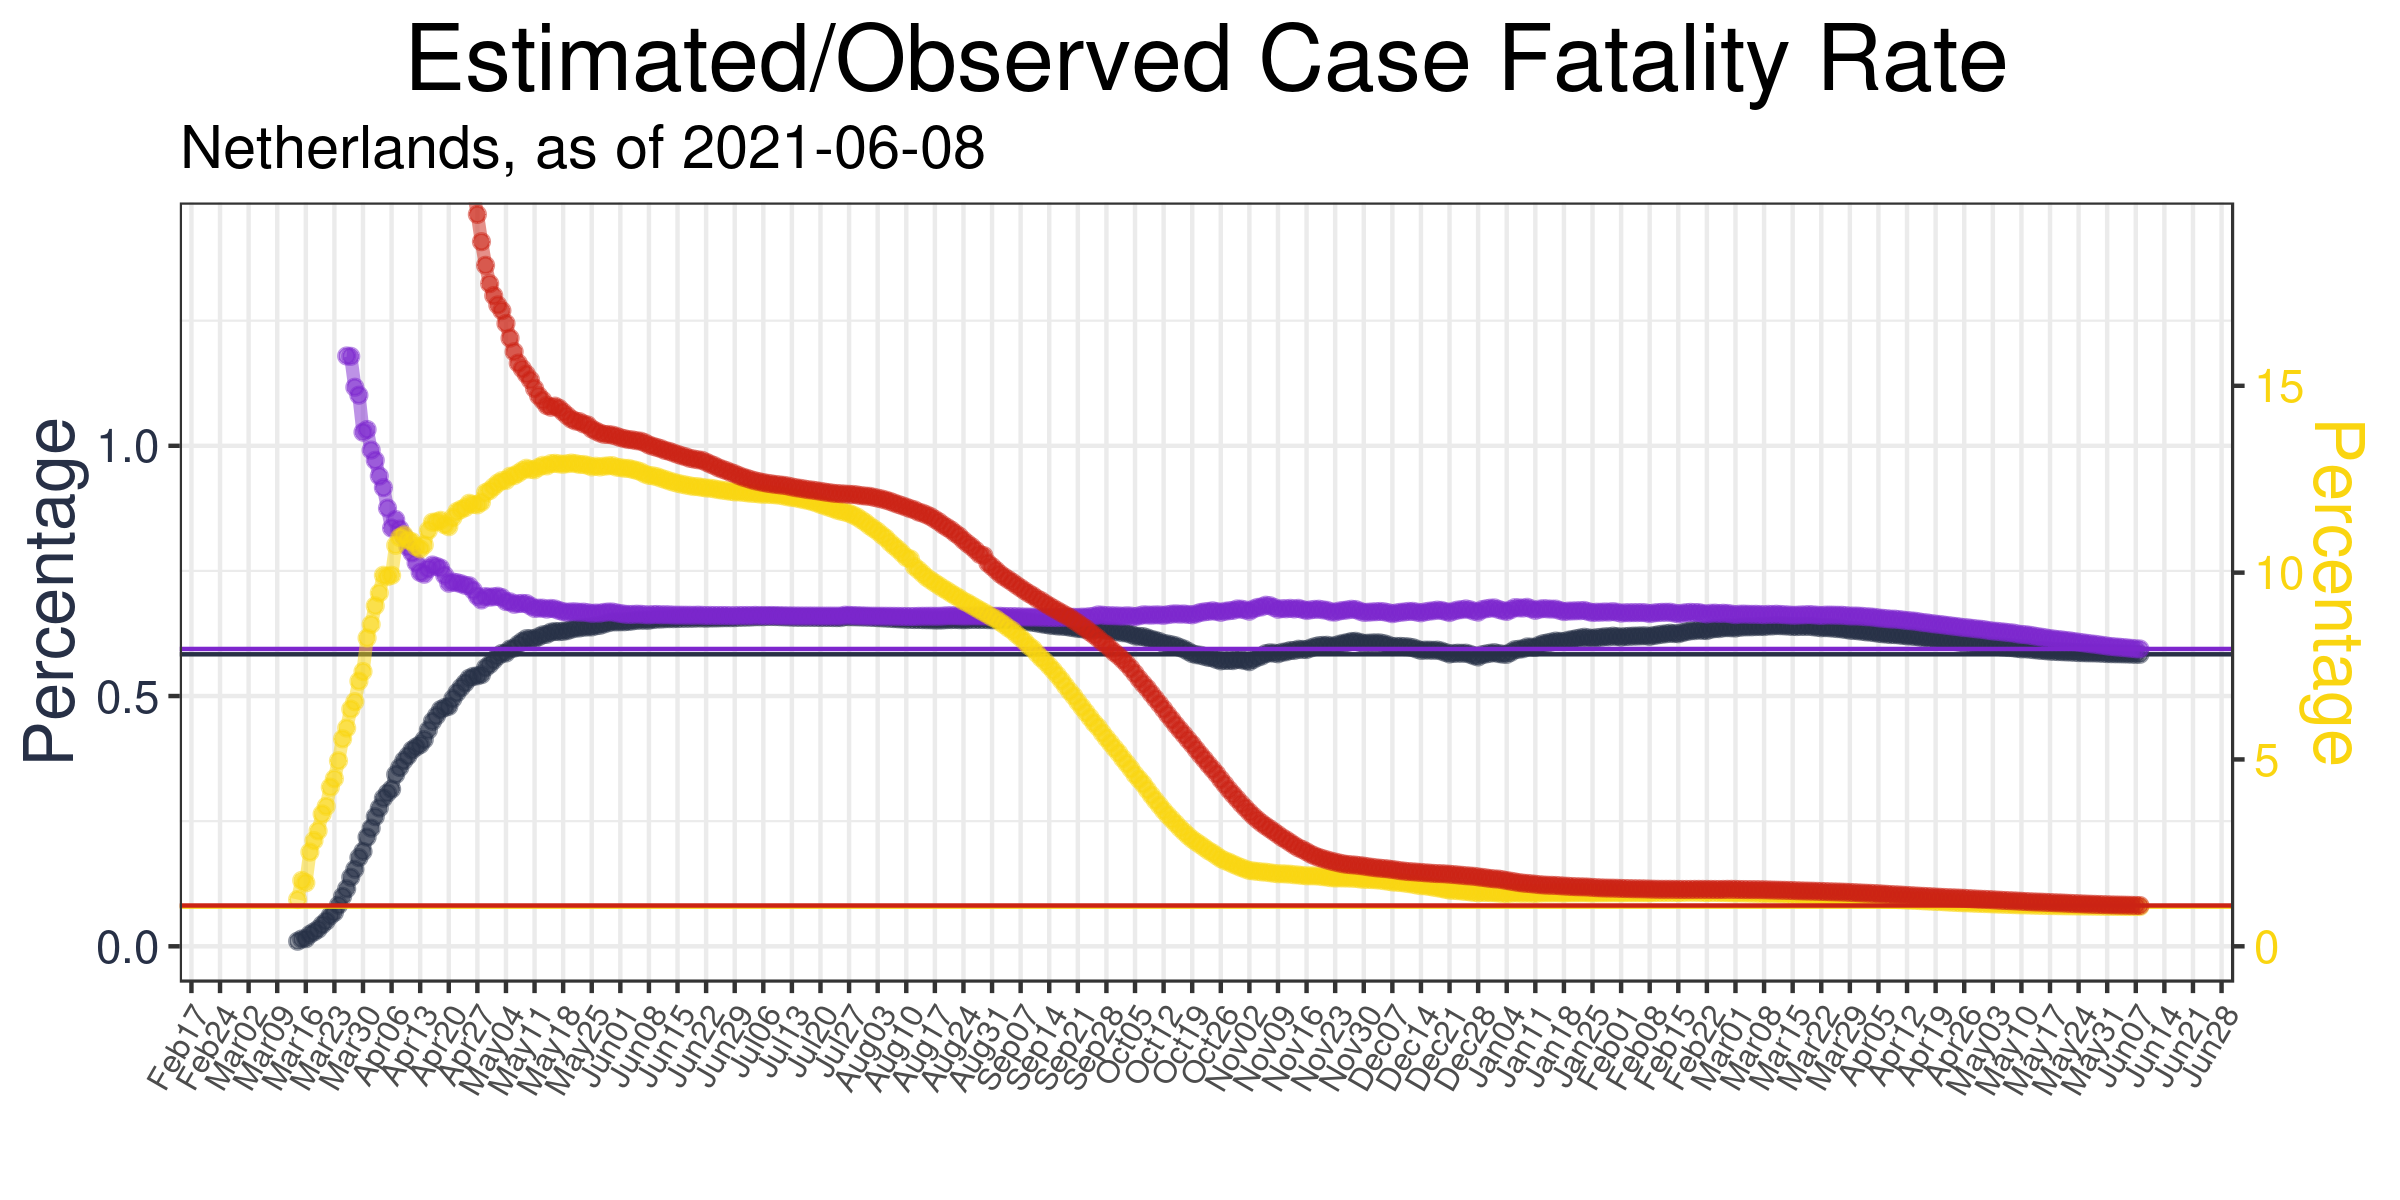 Estimated/Observed Case Fatality Rate
Netherlands, as of 2021-06-08
Percentage
1.0
0.5
0.0
15
10
5
0
Percentage
Feb17
Feb24
Mar02
Mar09
Mar16
Mar23
Mar30
Apr06
Apr13
Apr20
Apr27
May04
May11
May18
May25
Jun01
Jun08
Jun15
Jun22
Jun29
Jul06
Jul13
Jul20
Jul27
Aug03
Aug10
Aug17
Aug24
Aug31
Sep07
Sep14
Sep21
Sep28
Oct05
Oct12
Oct19
Oct26
Nov02
Nov09
Nov16
Nov23
Nov30
Dec07
Dec14
Dec21
Dec28
Jan04
Jan11
Jan18
Jan25
Feb01
Feb08
Feb15
Feb22
Mar01
Mar08
Mar15
Mar22
Mar29
Apr05
Apr12
Apr19
Apr26
May03
May10
May17
May24
May31
Jun07
Jun14
Jun21
Jun28